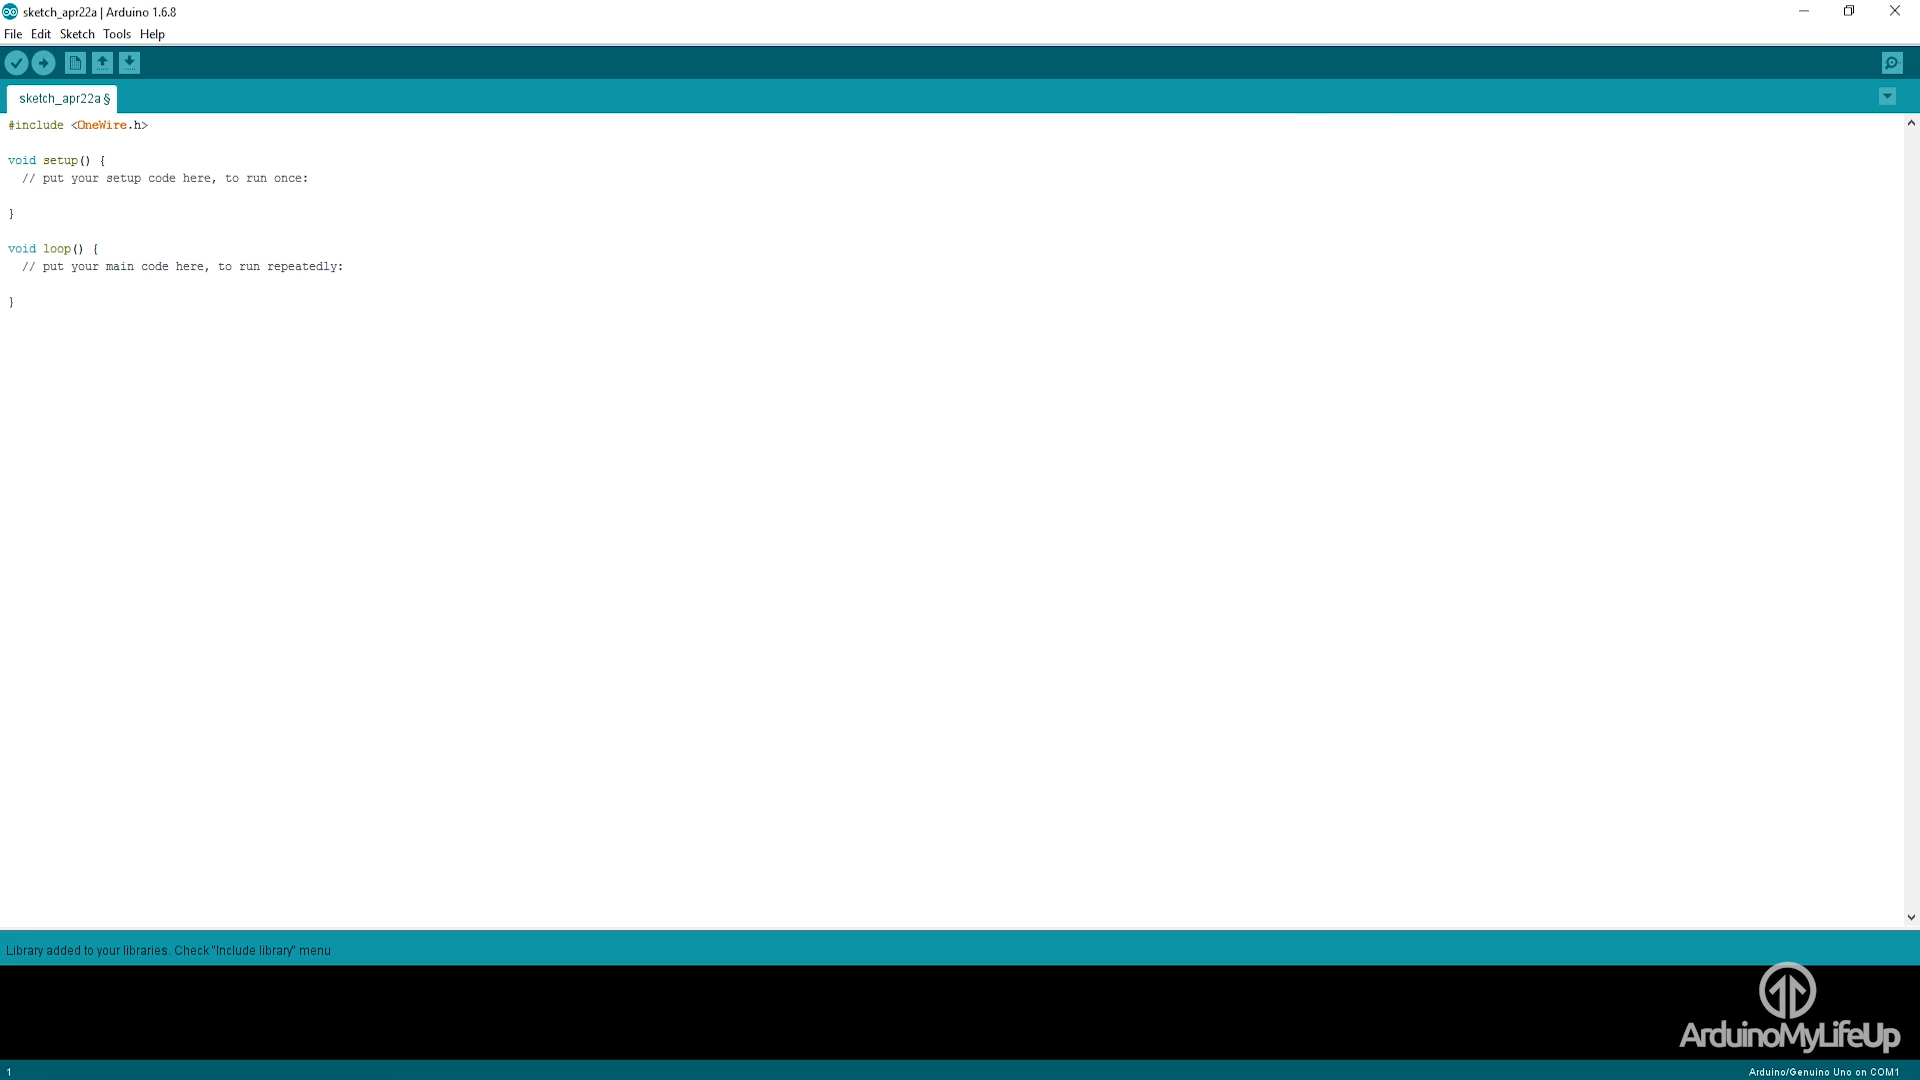 sketch_apr22a | Arduino 1.6.8
File Edit Sketch Tools Help
sketch_apr22a §
#include <OneWire.h>
void setup() {
  // put your setup code here, to run once:
}
void loop() {
  // put your main code here, to run repeatedly:
}
Library added to your libraries. Check "Include library" menu
ArduinoMyLifeUp
1
Arduino/Genuino Uno on COM1